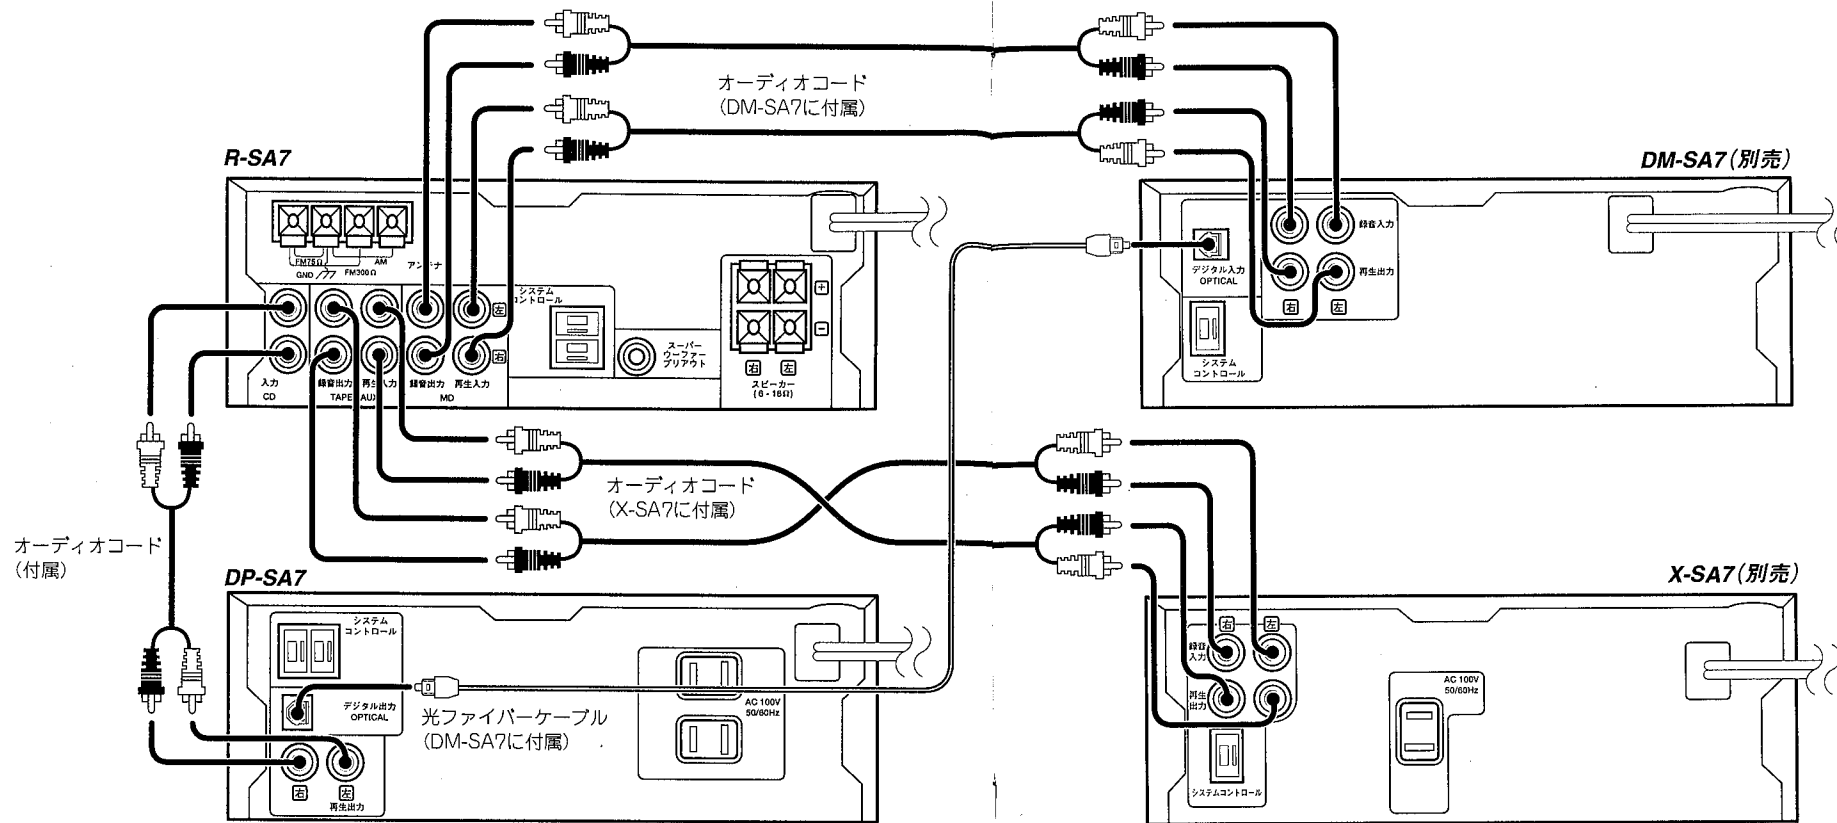 オーディオコード
(DM-SA7に付属)
R-SA7
DM-SA7(別売)
FM75Ω
AM
GND
FM300Ω
アンテナ
システム
コントロール
左
右
入力
録音出力
再生入力
録音出力
再生入力
CD
TAPE/AUX
MD
スーパー
ウーファー
プリアウト
+
−
右
左
スピーカー
(6-16Ω)
デジタル入力
OPTICAL
録音入力
再生出力
右
左
システム
コントロール
オーディオコード
(X-SA7に付属)
オーディオコード
(付属)
DP-SA7
X-SA7(別売)
システム
コントロール
デジタル出力
OPTICAL
光ファイバーケーブル
(DM-SA7に付属)
AC 100V
50/60Hz
右
左
再生出力
右
左
録音
入力
再生
出力
システムコントロール
AC 100V
50/60Hz